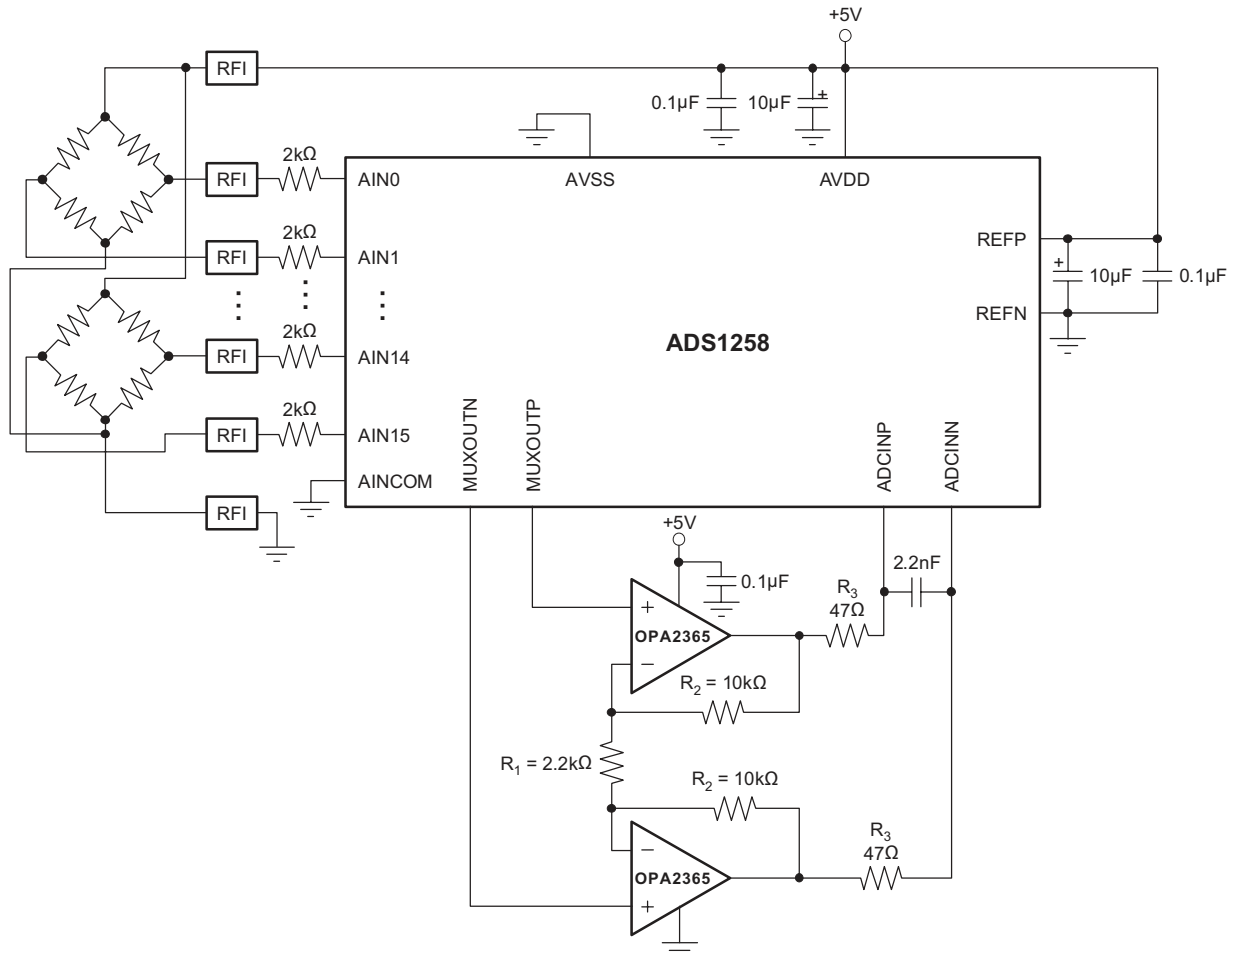 +5V
RFI
0.1µF
10µF
+
2kΩ
RFI
AIN0
AVSS
AVDD
2kΩ
RFI
AIN1
REFP
+
10µF
0.1µF
REFN
2kΩ
RFI
AIN14
ADS1258
2kΩ
RFI
AIN15
AINCOM
MUXOUTN
MUXOUTP
ADCINP
ADCINN
RFI
+5V
0.1µF
2.2nF
R3
47Ω
+
OPA2365
−
R2 = 10kΩ
R1 = 2.2kΩ
R2 = 10kΩ
R3
47Ω
−
OPA2365
+